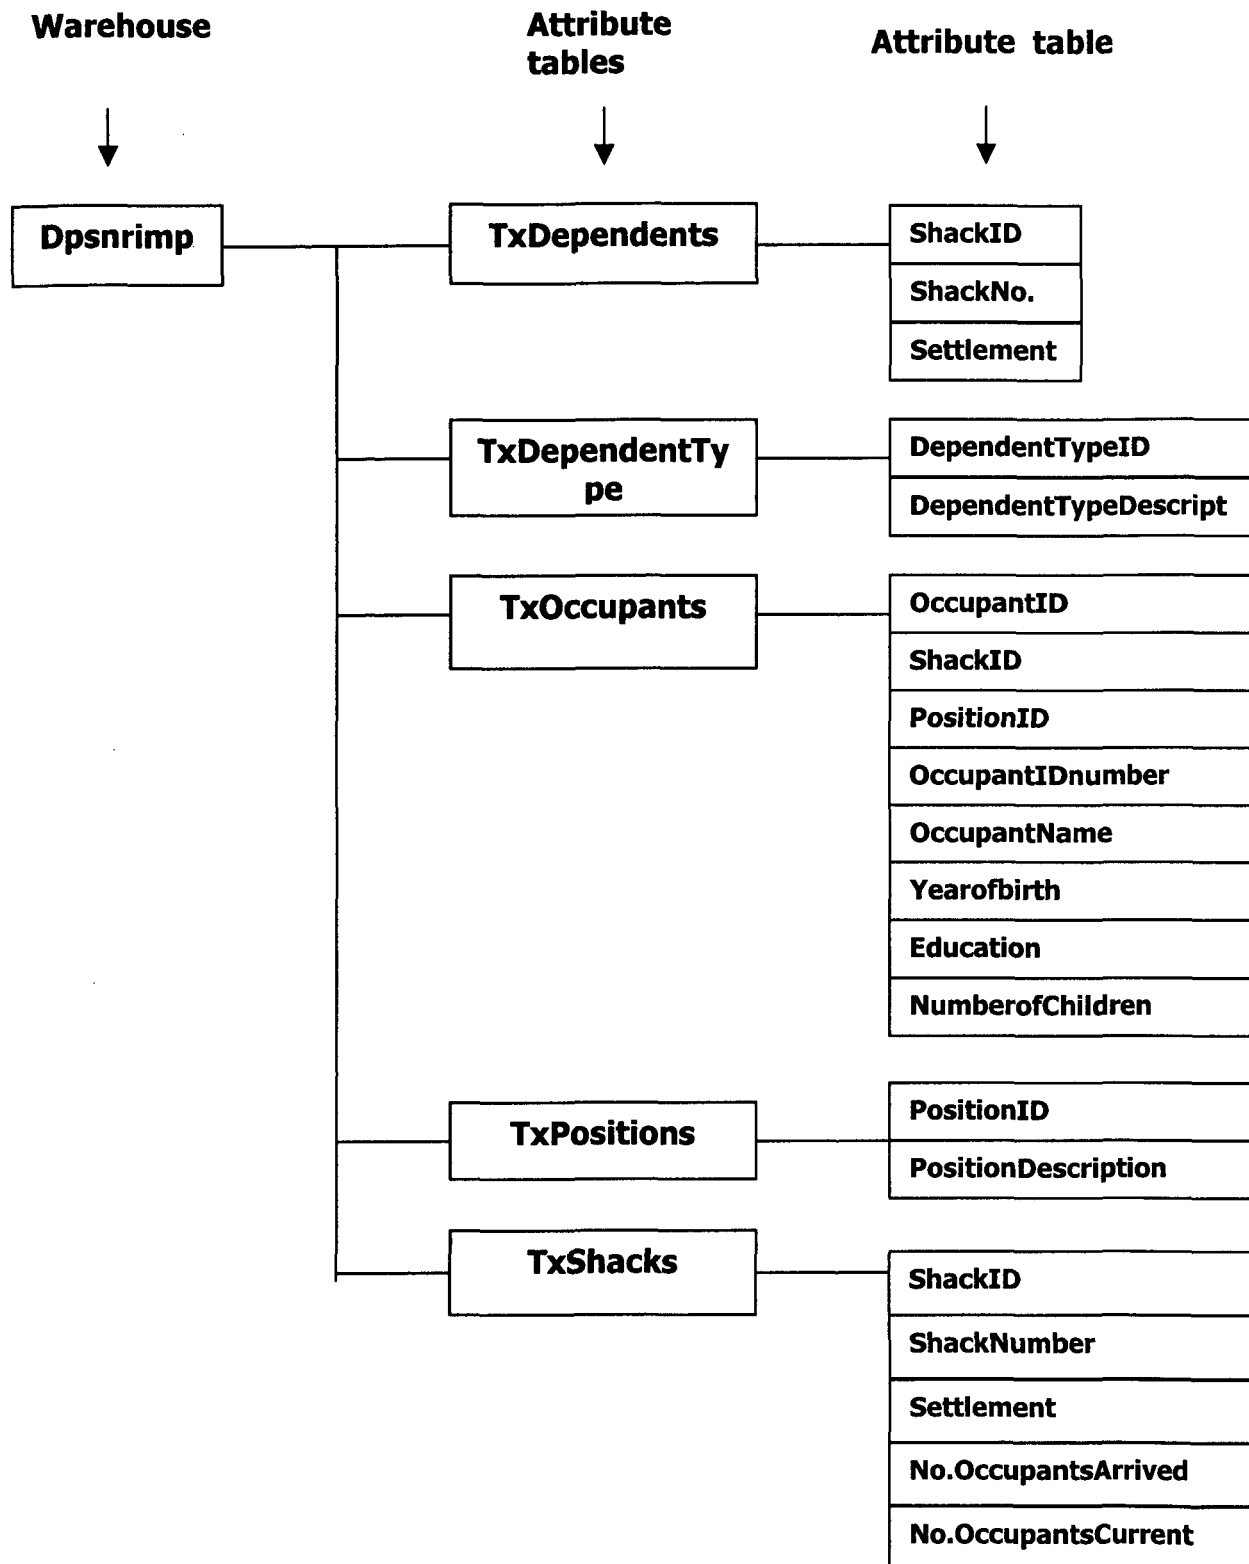 Warehouse
Attribute
tables
Attribute table
Dpsnrimp
TxDependents
ShackID
ShackNo.
Settlement
TxDependentTy
pe
DependentTypeID
DependentTypeDescript
TxOccupants
OccupantID
ShackID
PositionID
OccupantIDnumber
OccupantName
Yearofbirth
Education
NumberofChildren
TxPositions
PositionID
PositionDescription
TxShacks
ShackID
ShackNumber
Settlement
No.OccupantsArrived
No.OccupantsCurrent